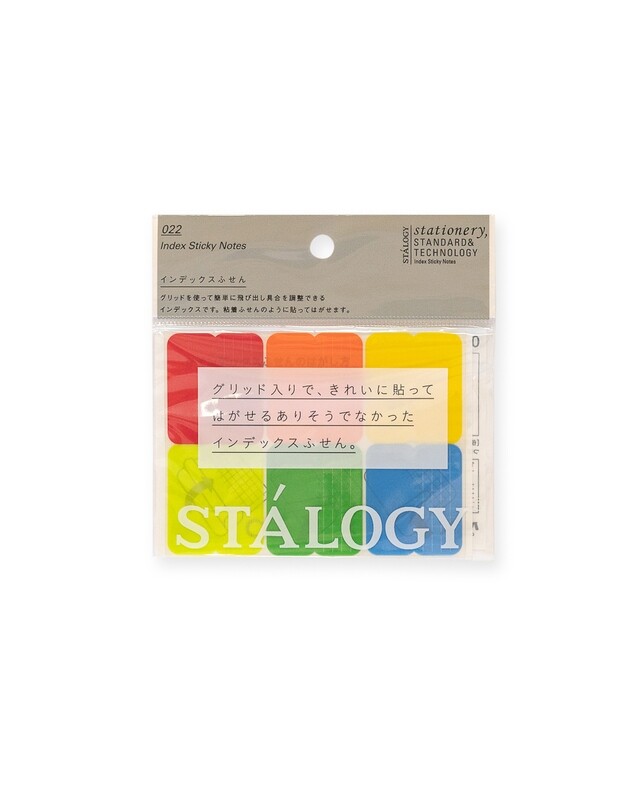 022
Index Sticky Notes
STÁLOGY
stationery,
STANDARD&
TECHNOLOGY
Index Sticky Notes
インデックスふせん
グリッドを使って簡単に飛び出し具合を調整できる
インデックスです。粘着ふせんのように貼ってはがせます。
グリッド入りで、きれいに貼って
はがせるありそうでなかった
インデックスふせん。
STÁLOGY